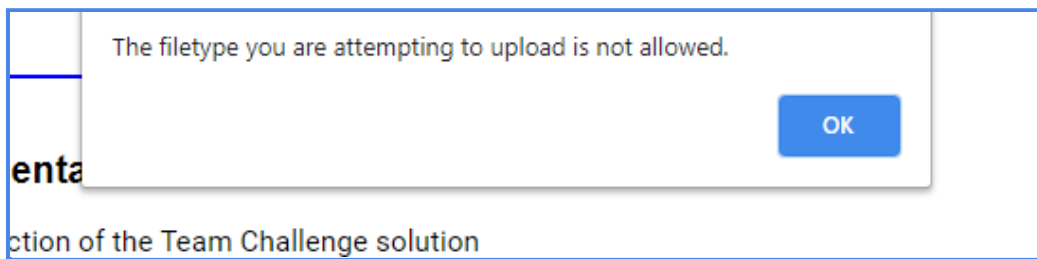 The filetype you are attempting to upload is not allowed.
OK
enta
ction of the Team Challenge solution